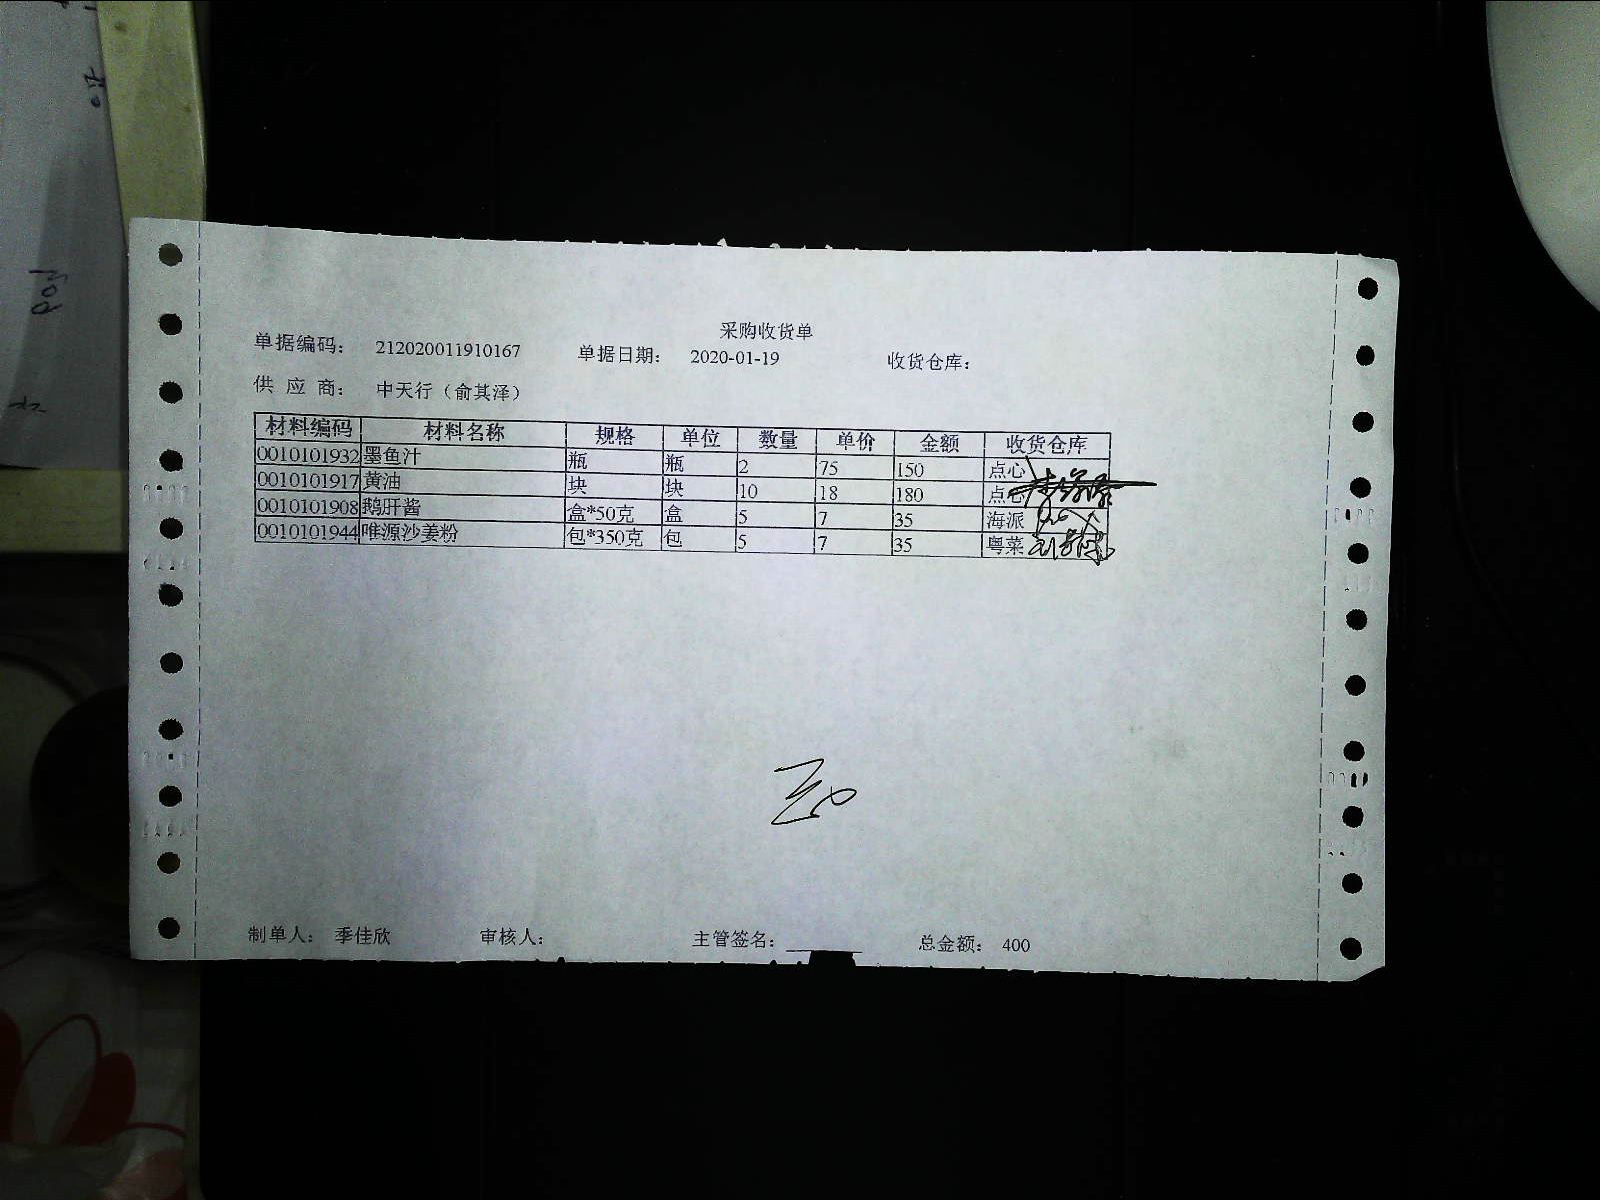 采购收货单
单据编码： 212020011910167 单据日期： 2020-01-19 收货仓库：
供 应 商： 中天行（俞其泽）
材料编码 材料名称 规格 单位 数量 单价 金额 收货仓库
0010101932 墨鱼汁 瓶 瓶 2 75 150 点心
0010101917 黄油 块 块 10 18 180 点心
0010101908 鹅肝酱 盒*50克 盒 5 7 35 海派
0010101944 唯源沙姜粉 包*350克 包 5 7 35 粤菜
制单人： 季佳欣 审核人： 主管签名： 总金额： 400